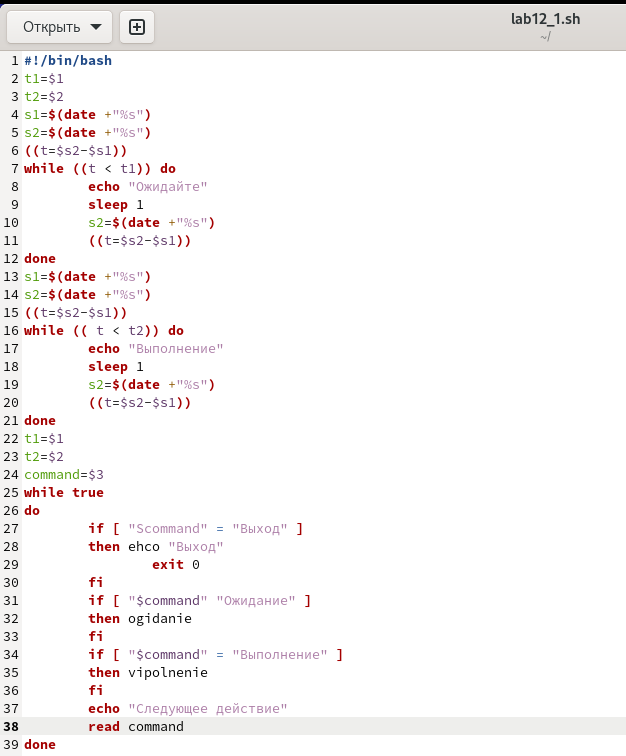 Открыть
lab12_1.sh
~/
1 #!/bin/bash
2 t1=$1
3 t2=$2
4 s1=$(date +"%s")
5 s2=$(date +"%s")
6 ((t=$s2-$s1))
7 while ((t < t1)) do
8         echo "Ожидайте"
9         sleep 1
10         s2=$(date +"%s")
11         ((t=$s2-$s1))
12 done
13 s1=$(date +"%s")
14 s2=$(date +"%s")
15 ((t=$s2-$s1))
16 while (( t < t2)) do
17         echo "Выполнение"
18         sleep 1
19         s2=$(date +"%s")
20         ((t=$s2-$s1))
21 done
22 t1=$1
23 t2=$2
24 command=$3
25 while true
26 do
27         if [ "Scommand" = "Выход" ]
28         then ehco "Выход"
29                 exit 0
30         fi
31         if [ "$command" "Ожидание" ]
32         then ogidanie
33         fi
34         if [ "$command" = "Выполнение" ]
35         then vipolnenie
36         fi
37         echo "Следующее действие"
38         read command
39 done